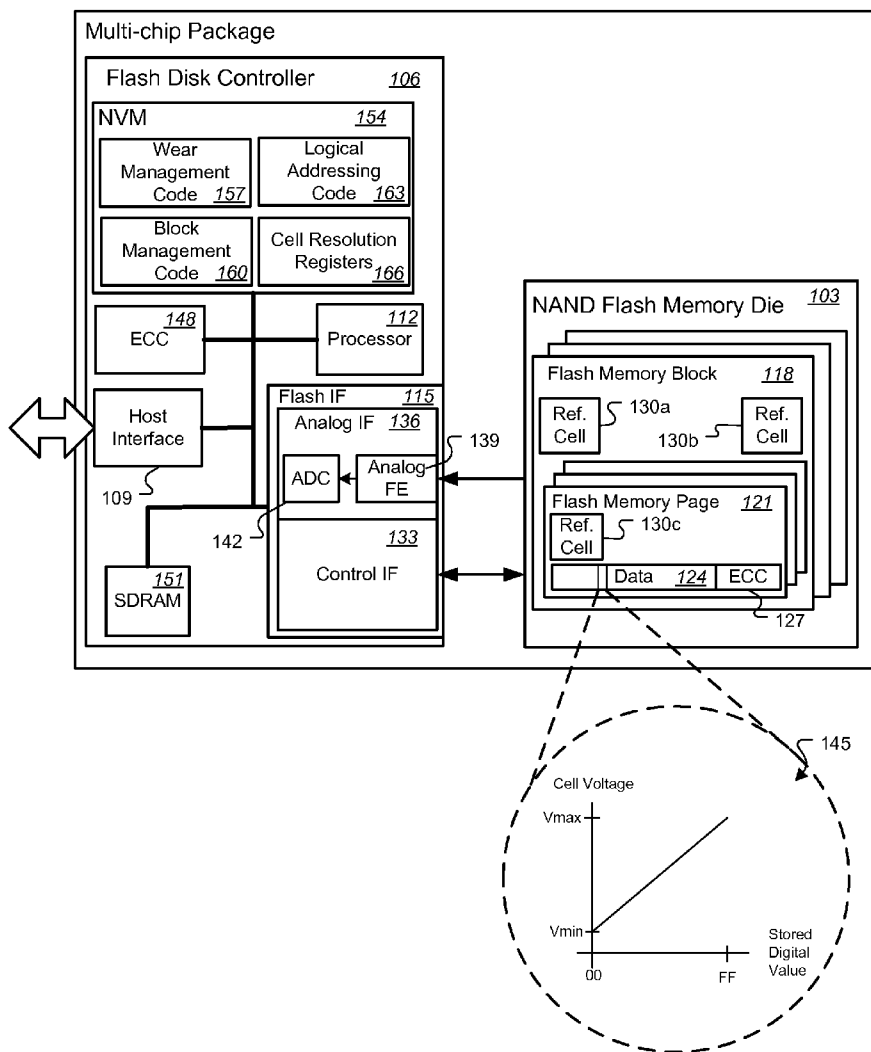 Multi-chip Package
Flash Disk Controller 106
NVM 154
Wear
Management
Code 157
Logical
Addressing
Code 163
Block
Management
Code 160
Cell Resolution
Registers
166
148
ECC
112
Processor
Host
Interface
109
Flash IF 115
Analog IF 136
139
ADC
Analog
FE
142
133
Control IF
151
SDRAM
NAND Flash Memory Die 103
Flash Memory Block 118
Ref.
Cell
130a
130b
Ref.
Cell
Flash Memory Page 121
Ref.
Cell
130c
Data 124 ECC
127
145
Cell Voltage
Vmax
Vmin
00
FF
Stored
Digital
Value